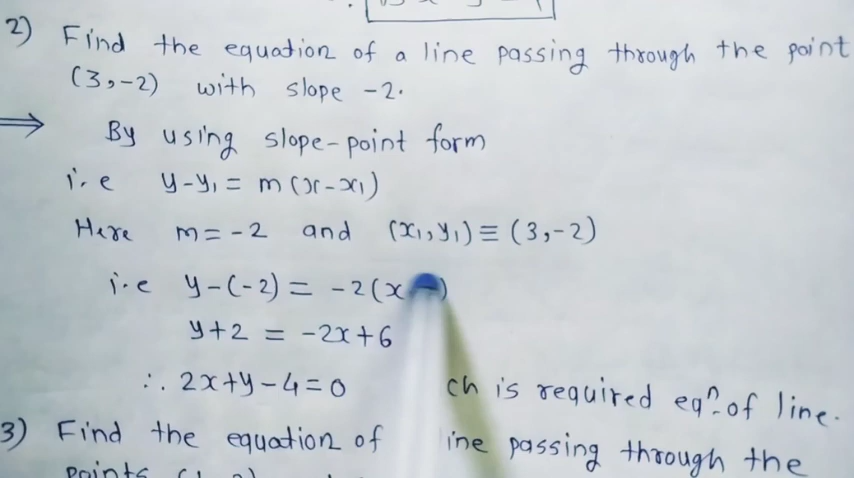 2) Find the equation of a line passing through the point
(3,-2) with slope -2.
⇒ By using slope-point form
i.e y-y₁ = m(x-x₁)
Here m = -2 and (x₁,y₁) ≡ (3,-2)
i.e y-(-2) = -2(x )
y+2 = -2x+6
∴ 2x+y-4=0 ch is required eqⁿ. of line.
3) Find the equation of ine passing through the
points